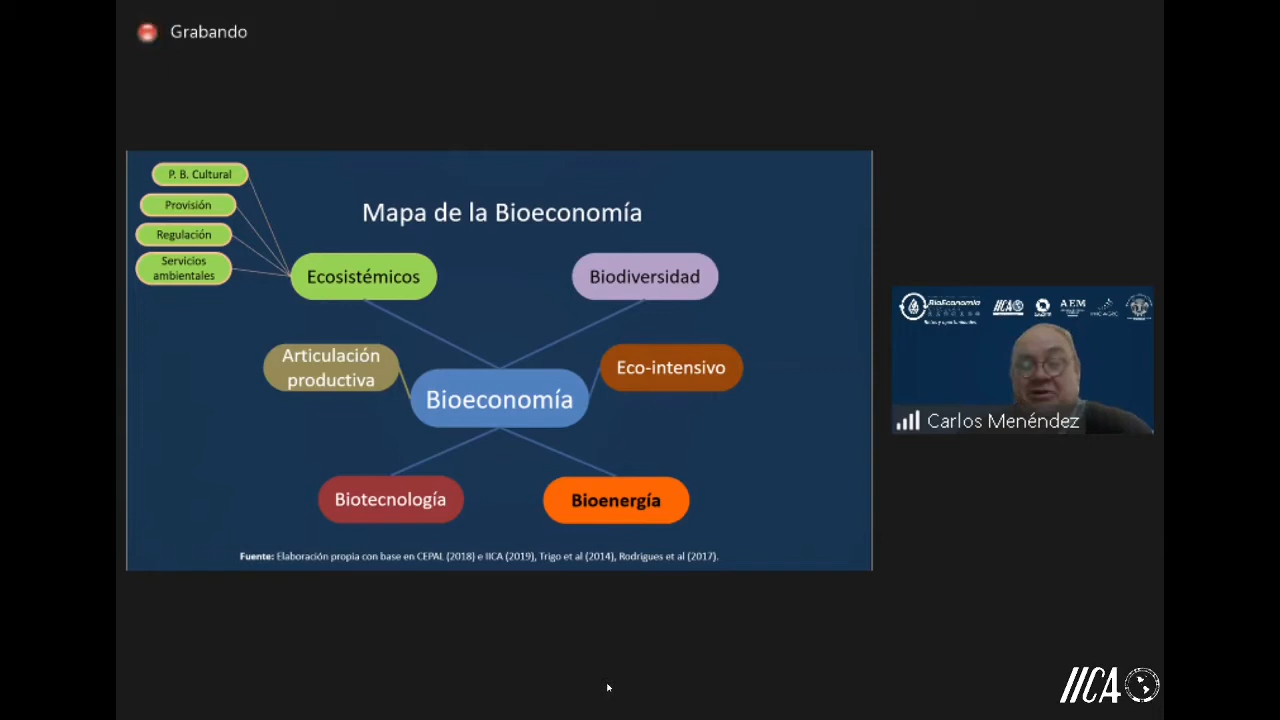 Grabando
P. B. Cultural
Provisión
Regulación
Servicios
ambientales
Mapa de la Bioeconomía
Ecosistémicos
Biodiversidad
Articulación
productiva
Eco-intensivo
Bioeconomía
Biotecnología
Bioenergía
Fuente: Elaboración propia con base en CEPAL (2018) e IICA (2019), Trigo et al (2014), Rodrigues et al (2017).
BioEconomía
IICA
AEM
Carlos Menéndez
IICA